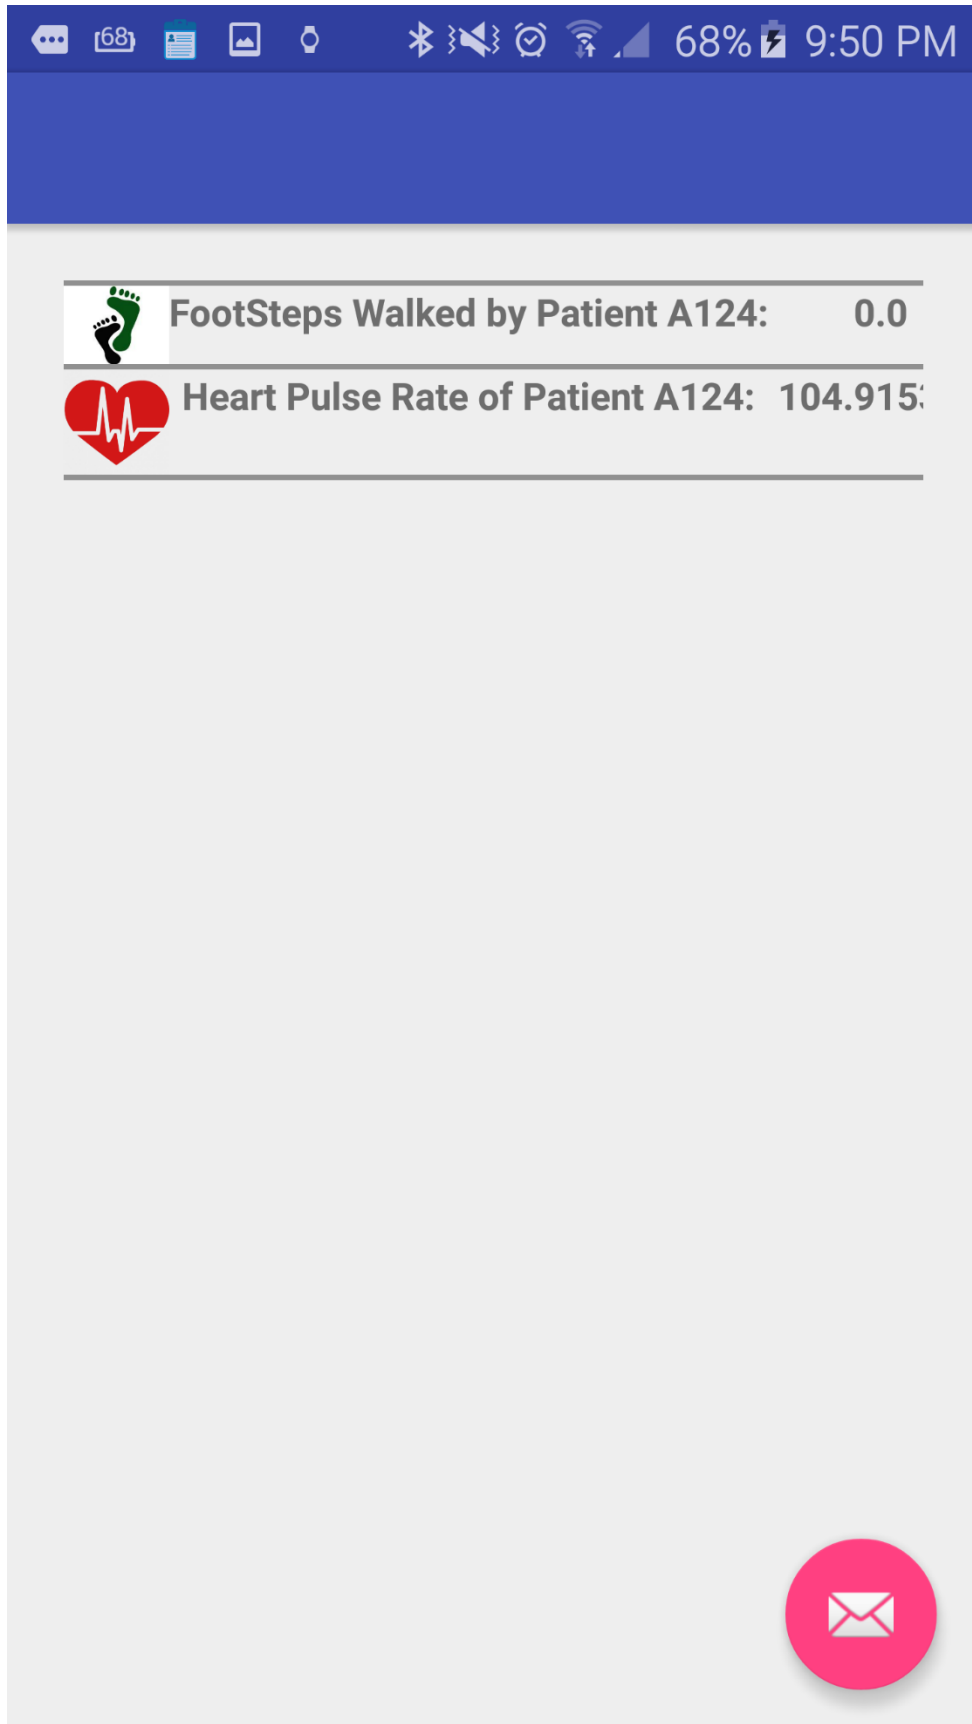 68 68% 9:50 PM
FootSteps Walked by Patient A124: 0.0
Heart Pulse Rate of Patient A124: 104.915